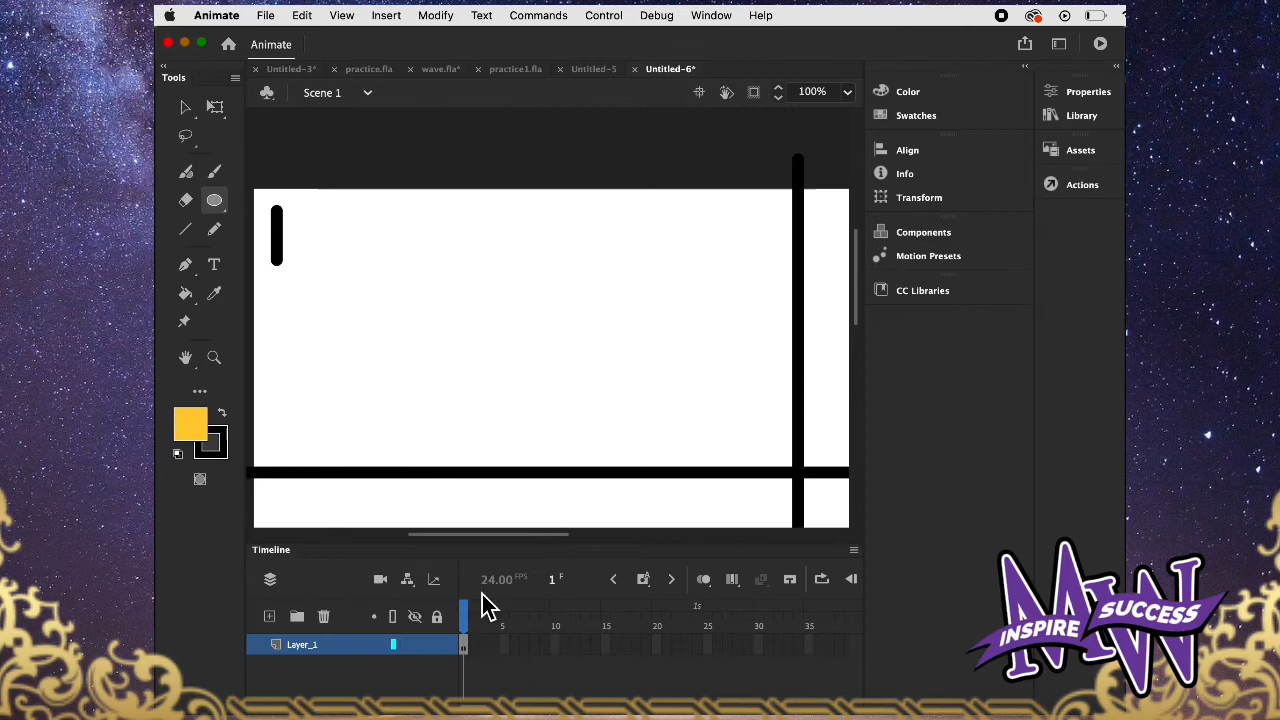 Animate File Edit View Insert Modify Text Commands Control Debug Window Help
Animate
Untitled-3* practice.fla wave.fla* practice1.fla Untitled-5 Untitled-6*
Tools
Scene 1
100%
Color
Swatches
Align
Info
Transform
Components
Motion Presets
CC Libraries
Properties
Library
Assets
Actions
T
Timeline
24.00 FPS 1 F
1s
5 10 15 20 25 30 35
Layer_1
MW
INSPIRE SUCCESS